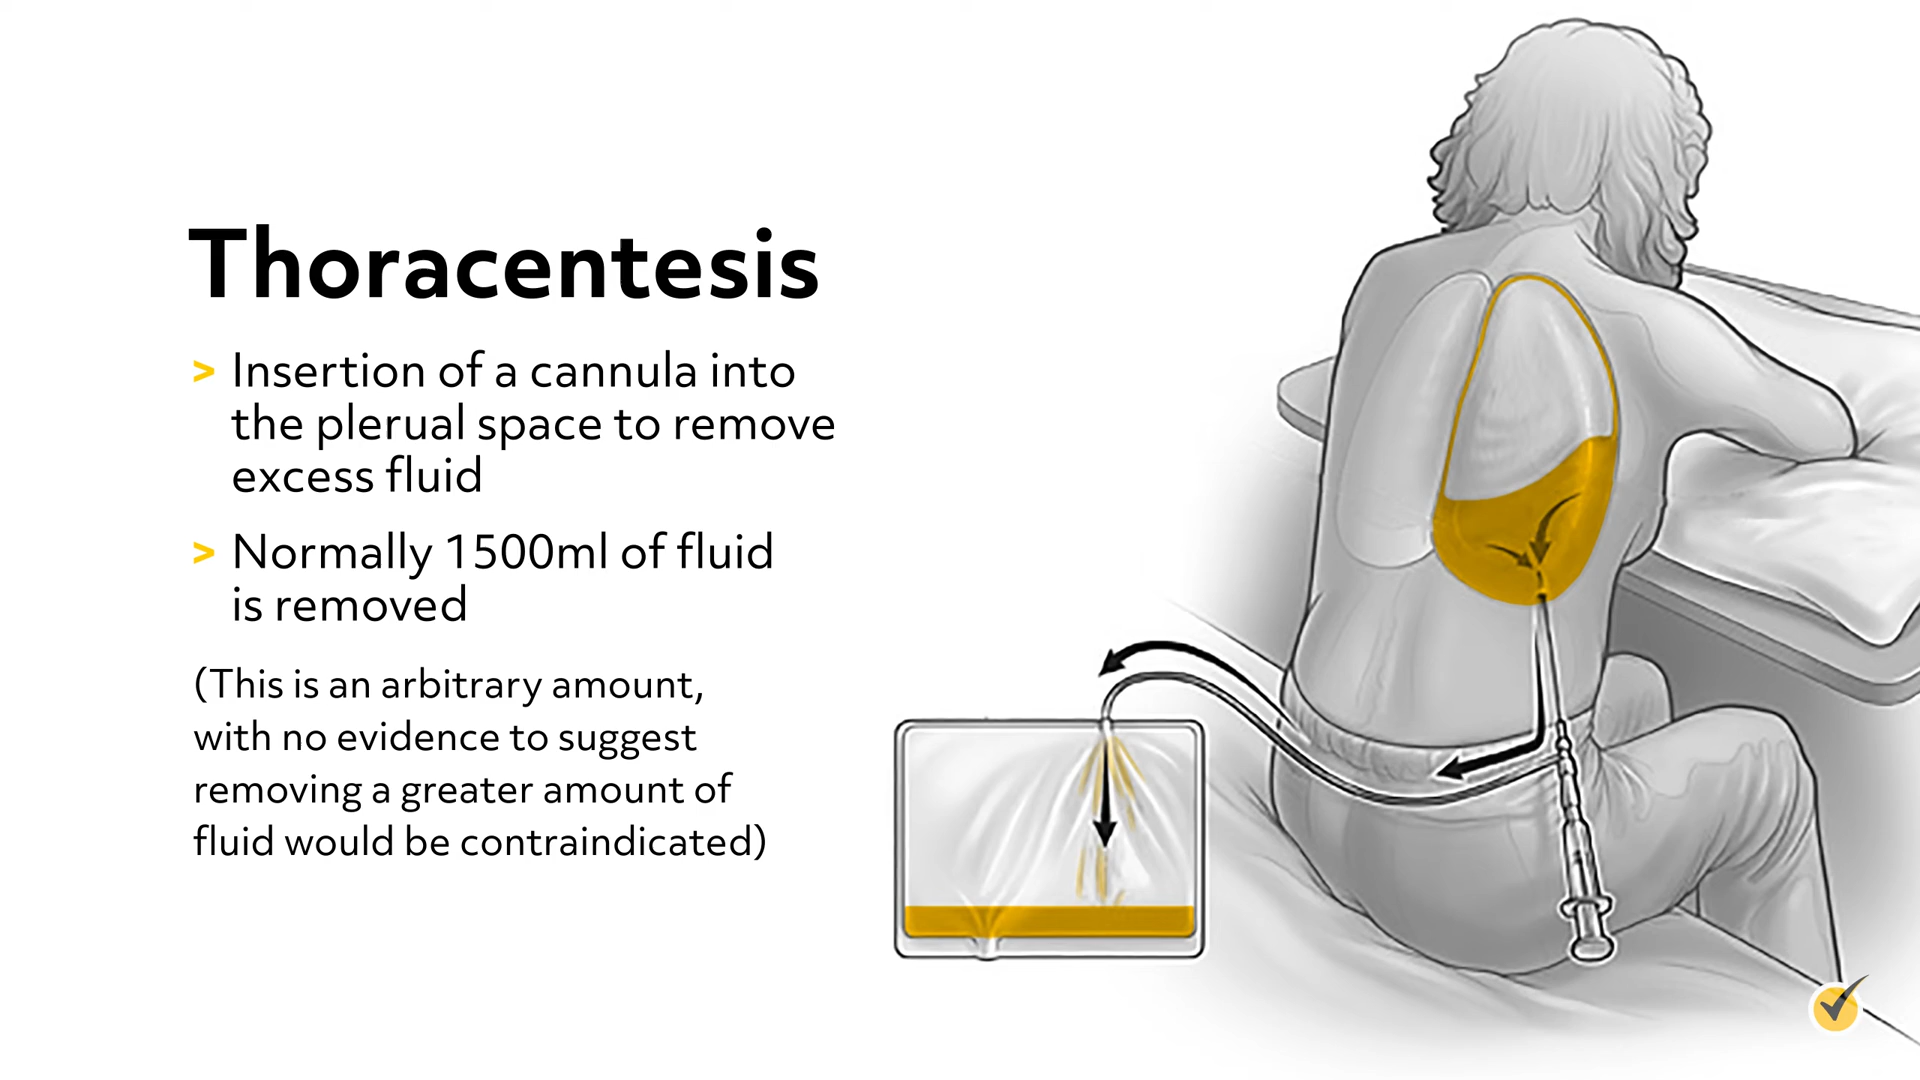 Thoracentesis
> Insertion of a cannula into
the plerual space to remove
excess fluid
> Normally 1500ml of fluid
is removed
(This is an arbitrary amount,
with no evidence to suggest
removing a greater amount of
fluid would be contraindicated)